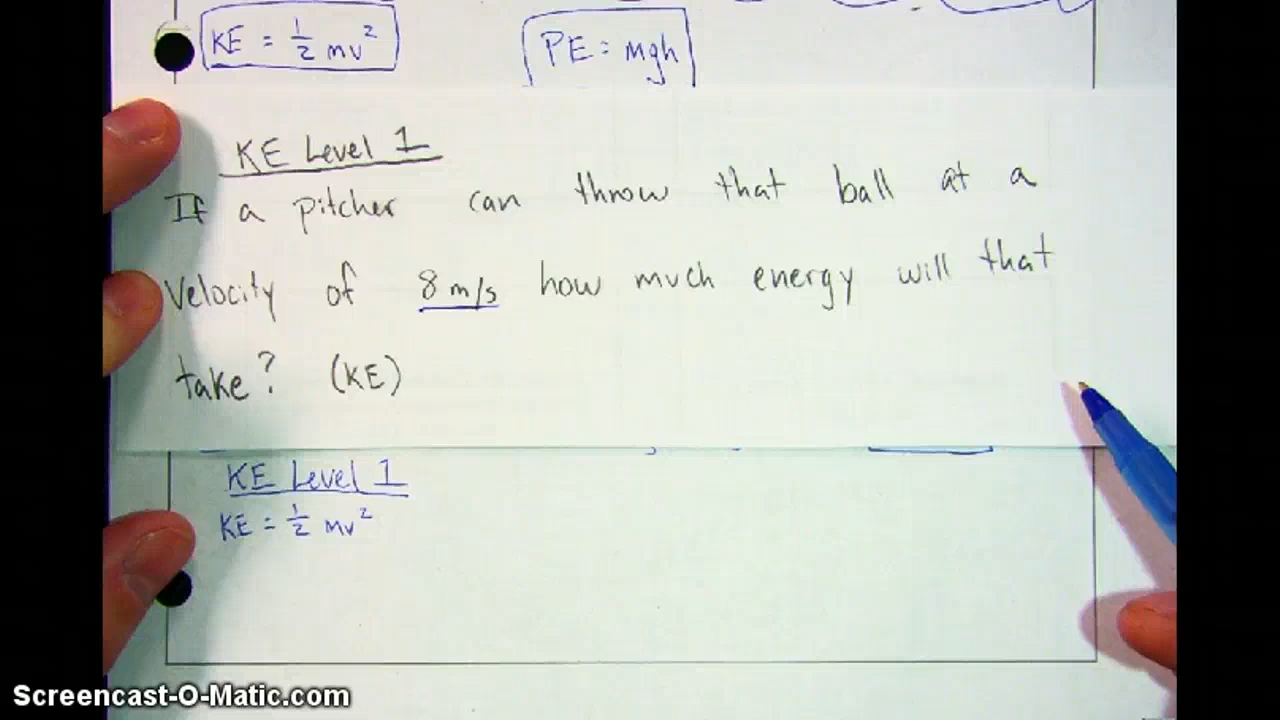 KE = 1/2 mv² PE = mgh
KE Level 1
If a pitcher can throw that ball at a
velocity of 8 m/s how much energy will that
take? (KE)
KE Level 1
KE = 1/2 mv²
Screencast-O-Matic.com